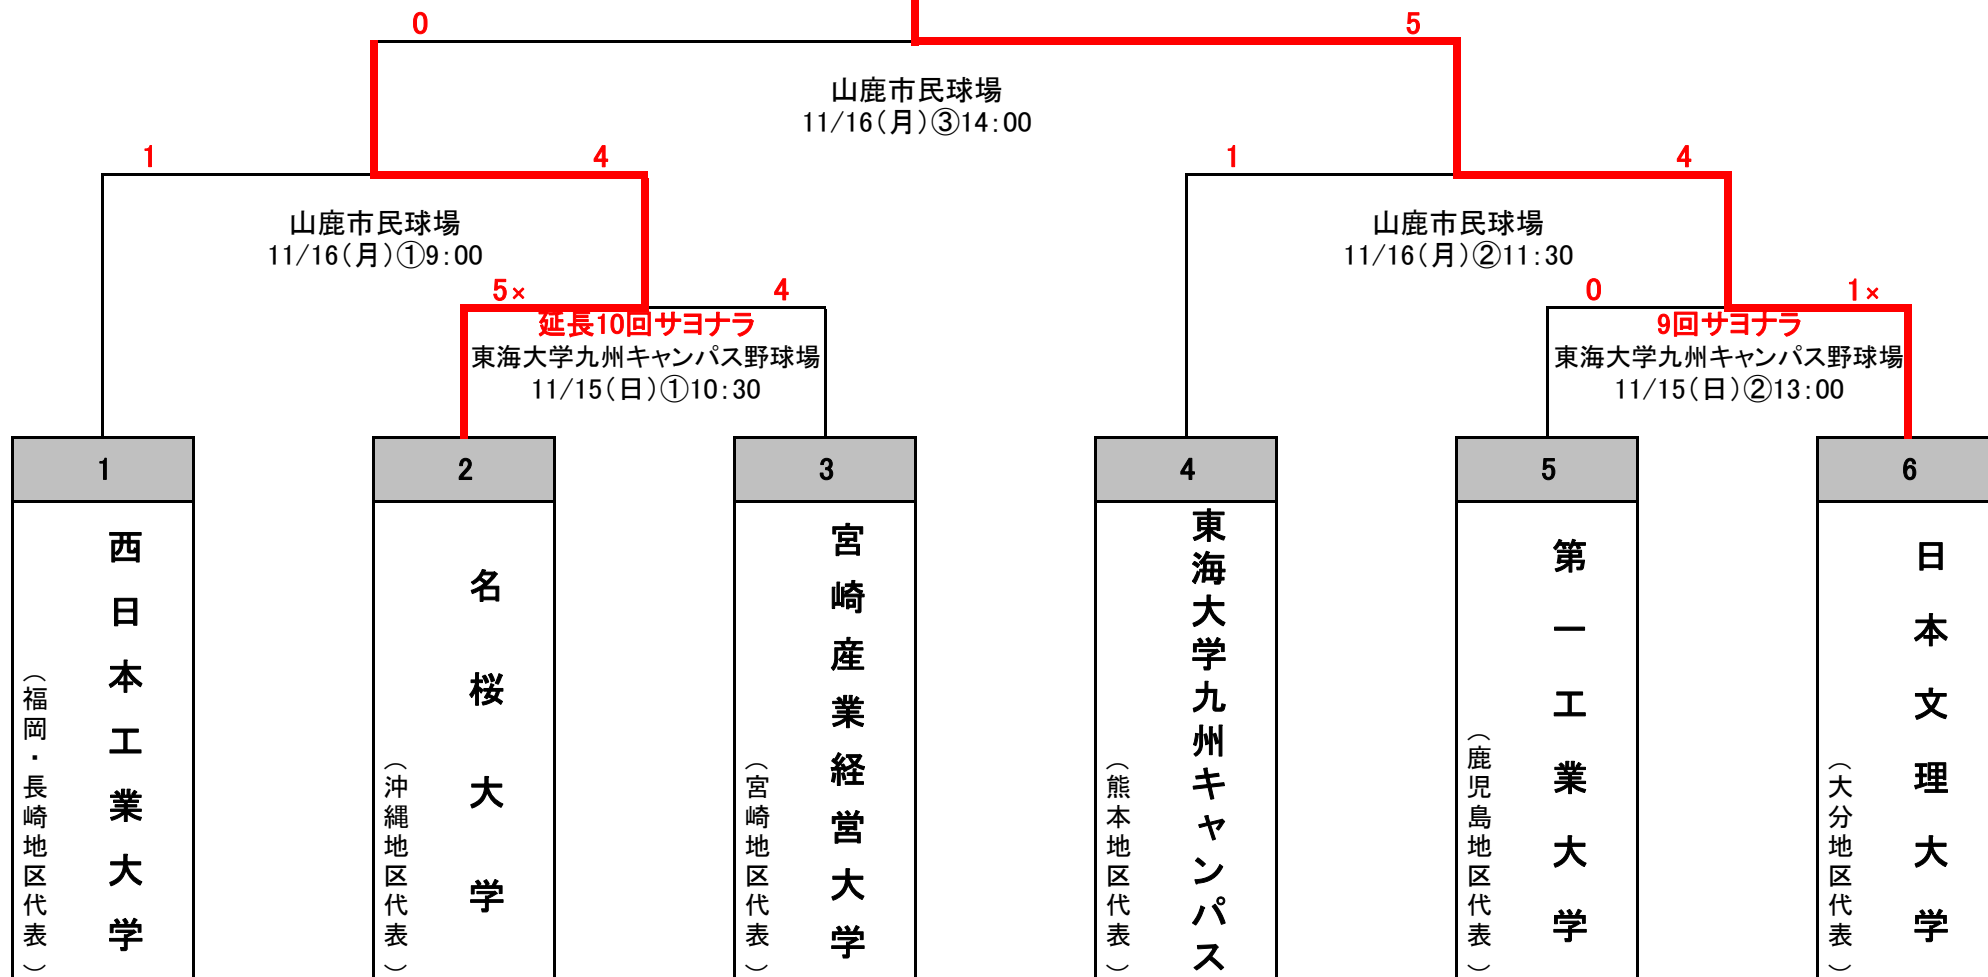 0
5
山鹿市民球場
11/16(月)③14:00
1
4
1
4
山鹿市民球場
11/16(月)①9:00
山鹿市民球場
11/16(月)②11:30
5×
4
延長10回サヨナラ
東海大学九州キャンパス野球場
11/15(日)①10:30
0
1×
9回サヨナラ
東海大学九州キャンパス野球場
11/15(日)②13:00
1
西日本工業大学
（福岡・長崎地区代表）
2
名桜大学
（沖縄地区代表）
3
宮崎産業経営大学
（宮崎地区代表）
4
東海大学九州キャンパス
（熊本地区代表）
5
第一工業大学
（鹿児島地区代表）
6
日本文理大学
（大分地区代表）